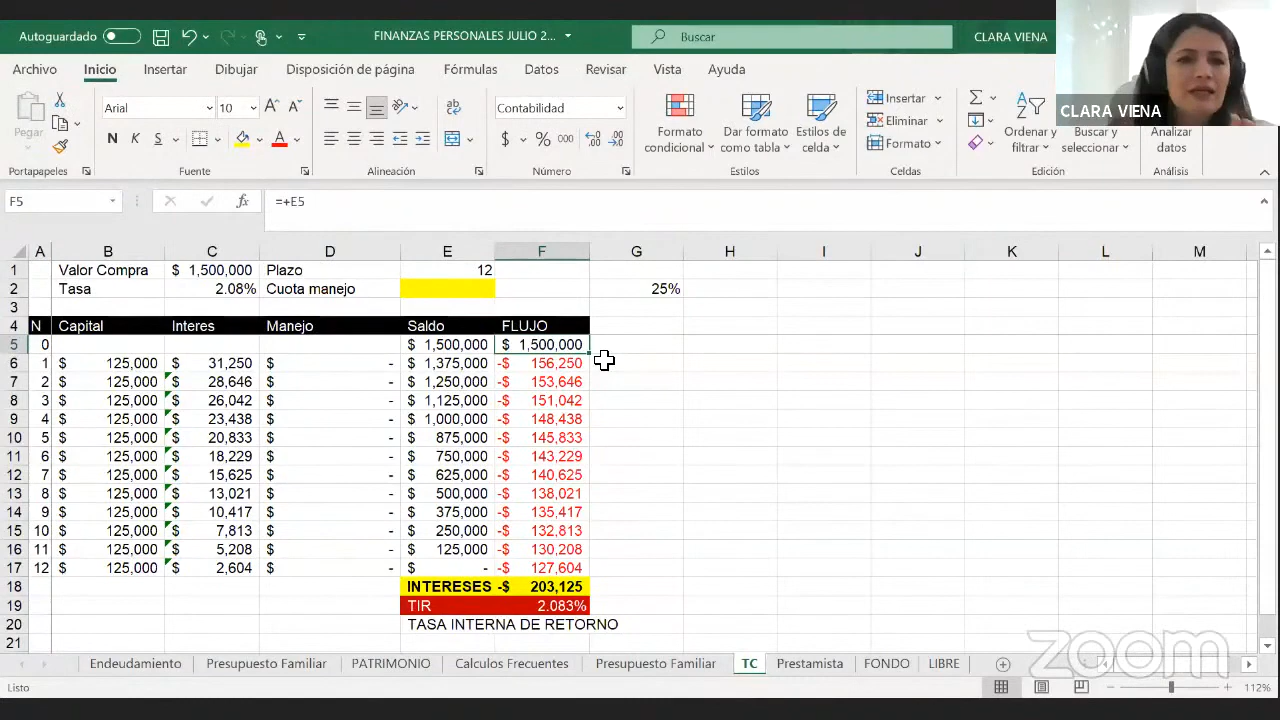 Autoguardado FINANZAS PERSONALES JULIO 2... Buscar CLARA VIENA
CLARA VIENA
Archivo Inicio Insertar Dibujar Disposición de página Fórmulas Datos Revisar Vista Ayuda
Pegar Arial 10 Contabilidad Formato condicional Dar formato como tabla Estilos de celda Insertar Eliminar Formato Ordenar y filtrar Buscar y seleccionar Analizar datos
N K S $ % 000
Portapapeles Fuente Alineación Número Estilos Celdas Edición Análisis
F5 fx =+E5
A B C D E F G H I J K L M
1 Valor Compra $ 1,500,000 Plazo 12
2 Tasa 2.08% Cuota manejo 25%
3
4 N Capital Interes Manejo Saldo FLUJO
5 0 $ 1,500,000 $ 1,500,000
6 1 $ 125,000 $ 31,250 $ - $ 1,375,000 -$ 156,250
7 2 $ 125,000 $ 28,646 $ - $ 1,250,000 -$ 153,646
8 3 $ 125,000 $ 26,042 $ - $ 1,125,000 -$ 151,042
9 4 $ 125,000 $ 23,438 $ - $ 1,000,000 -$ 148,438
10 5 $ 125,000 $ 20,833 $ - $ 875,000 -$ 145,833
11 6 $ 125,000 $ 18,229 $ - $ 750,000 -$ 143,229
12 7 $ 125,000 $ 15,625 $ - $ 625,000 -$ 140,625
13 8 $ 125,000 $ 13,021 $ - $ 500,000 -$ 138,021
14 9 $ 125,000 $ 10,417 $ - $ 375,000 -$ 135,417
15 10 $ 125,000 $ 7,813 $ - $ 250,000 -$ 132,813
16 11 $ 125,000 $ 5,208 $ - $ 125,000 -$ 130,208
17 12 $ 125,000 $ 2,604 $ - $ - -$ 127,604
18 INTERESES -$ 203,125
19 TIR 2.083%
20 TASA INTERNA DE RETORNO
21
zoom
Endeudamiento Presupuesto Familiar PATRIMONIO Calculos Frecuentes Presupuesto Familiar TC Prestamista FONDO LIBRE
Listo 112%